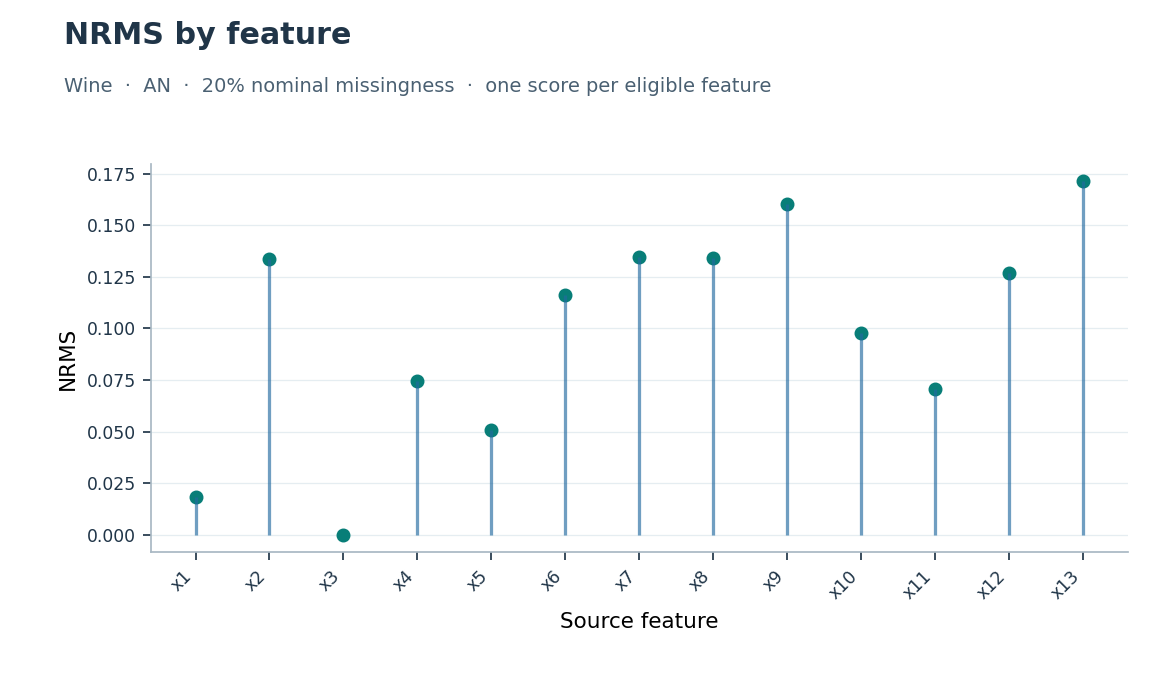 NRMS by feature
Wine · AN · 20% nominal missingness · one score per eligible feature
NRMS
0.175
0.150
0.125
0.100
0.075
0.050
0.025
0.000
x1 x2 x3 x4 x5 x6 x7 x8 x9 x10 x11 x12 x13
Source feature